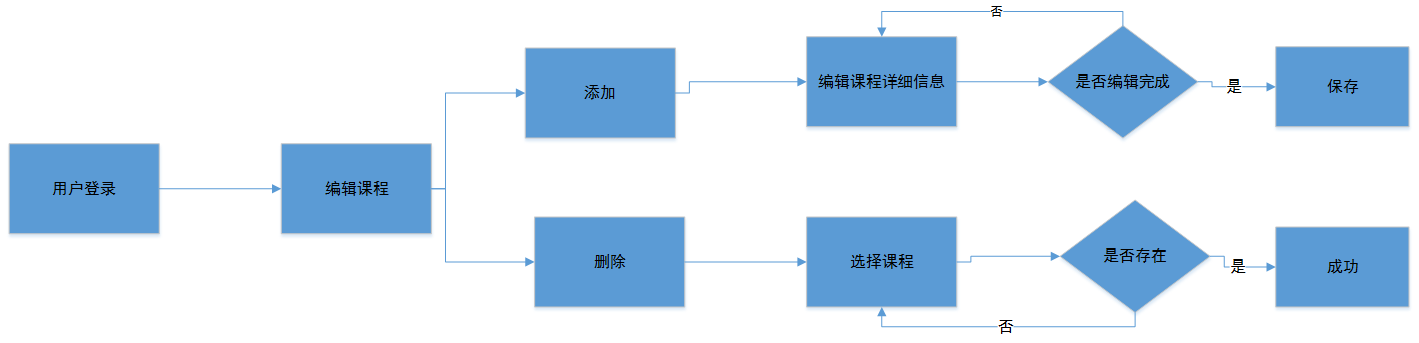 用户登录
编辑课程
添加
编辑课程详细信息
否
是否编辑完成
是
保存
删除
选择课程
是否存在
否
是
成功